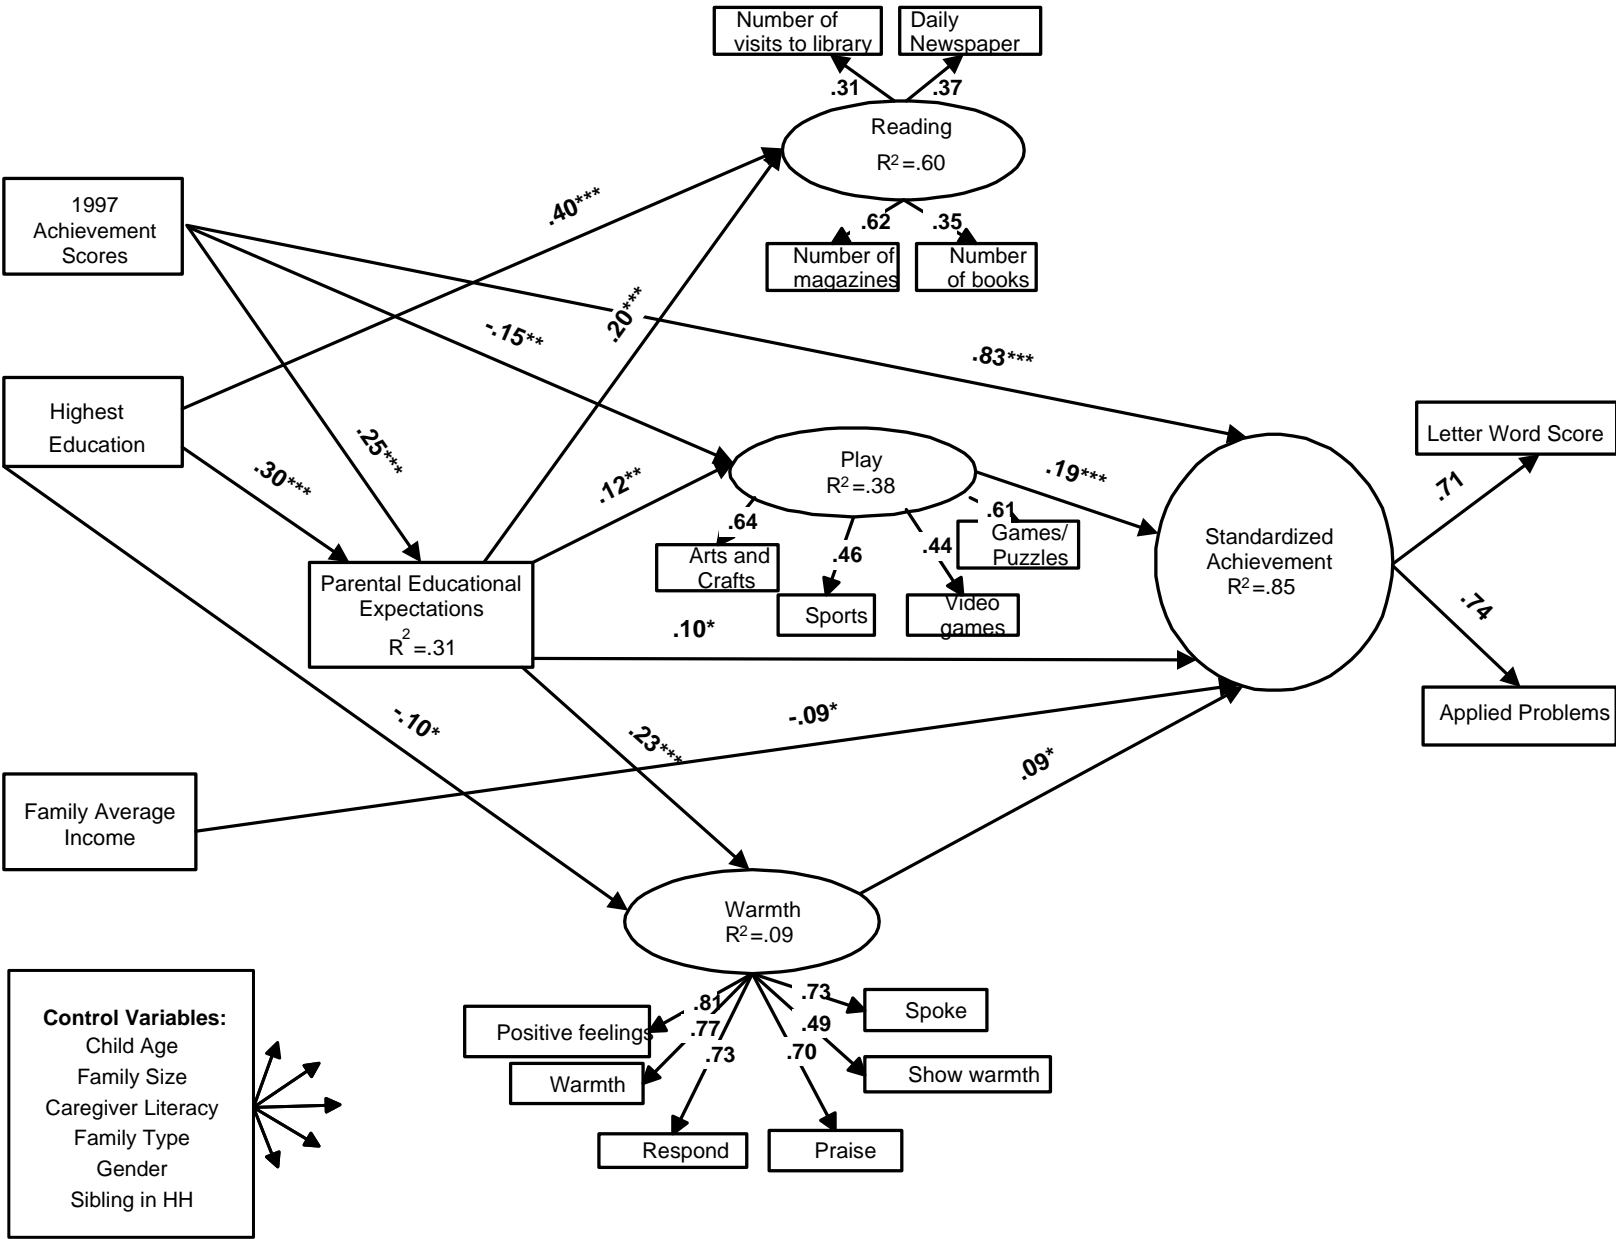 Number of
visits to library
Daily
Newspaper
.31
.37
Reading
R²=.60
.62
.35
Number of
magazines
Number
of books
1997
Achievement
Scores
.40***
.20***
-.15**
.83***
Highest
Education
.30***
.25***
.12**
Play
R²=.38
.19***
.64
.46
.44
.61
Arts and
Crafts
Sports
Video
games
Games/
Puzzles
Letter Word Score
.71
Standardized
Achievement
R²=.85
.74
Applied Problems
Parental Educational
Expectations
R²=.31
.10*
-.10*
.23***
-.09*
.09*
Family Average
Income
Warmth
R²=.09
.81
.77
.73
.70
.49
.73
Positive feelings
Warmth
Respond
Praise
Show warmth
Spoke
Control Variables:
Child Age
Family Size
Caregiver Literacy
Family Type
Gender
Sibling in HH